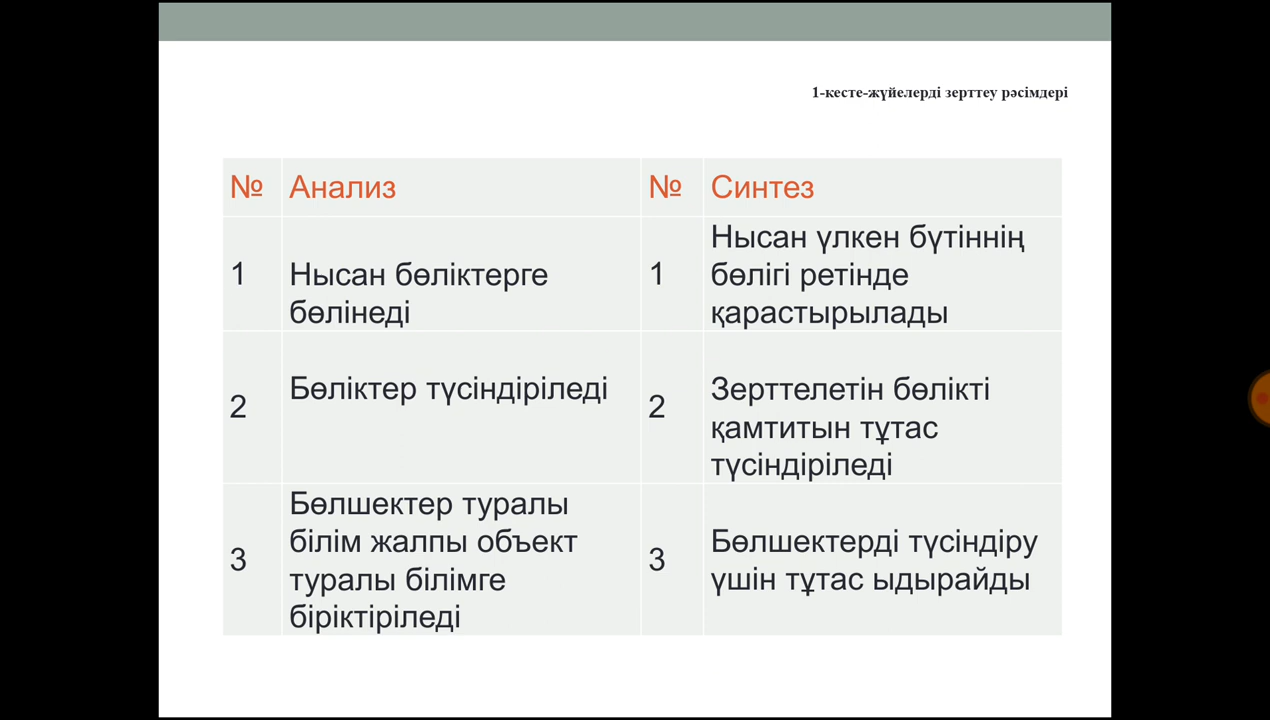 1-кесте-жүйелерді зерттеу рәсімдері
№ Анализ № Синтез
1 Нысан бөліктерге
бөлінеді
1 Нысан үлкен бүтіннің
бөлігі ретінде
қарастырылады
2 Бөліктер түсіндіріледі
2 Зерттелетін бөлікті
қамтитын тұтас
түсіндіріледі
3 Бөлшектер туралы
білім жалпы объект
туралы білімге
біріктіріледі
3 Бөлшектерді түсіндіру
үшін тұтас ыдырайды